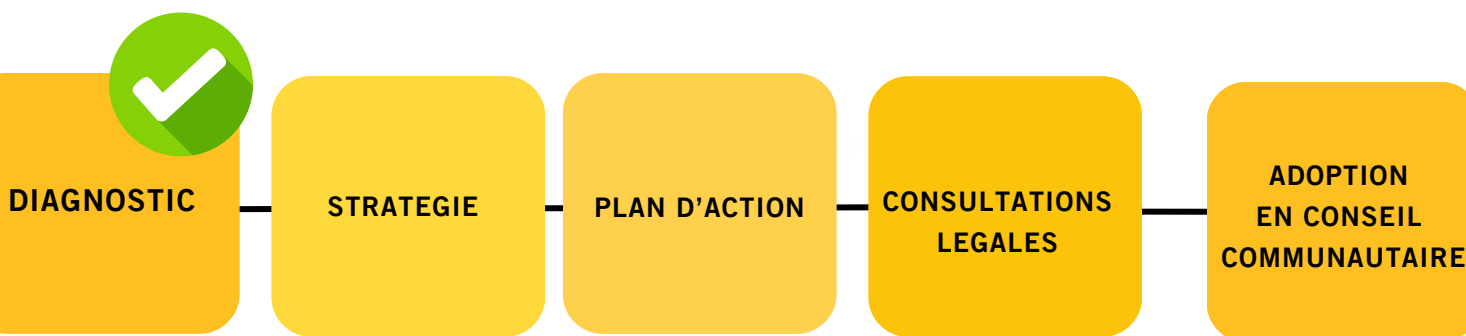 DIAGNOSTIC
STRATEGIE
PLAN D'ACTION
CONSULTATIONS
LEGALES
ADOPTION
EN CONSEIL
COMMUNAUTAIRE